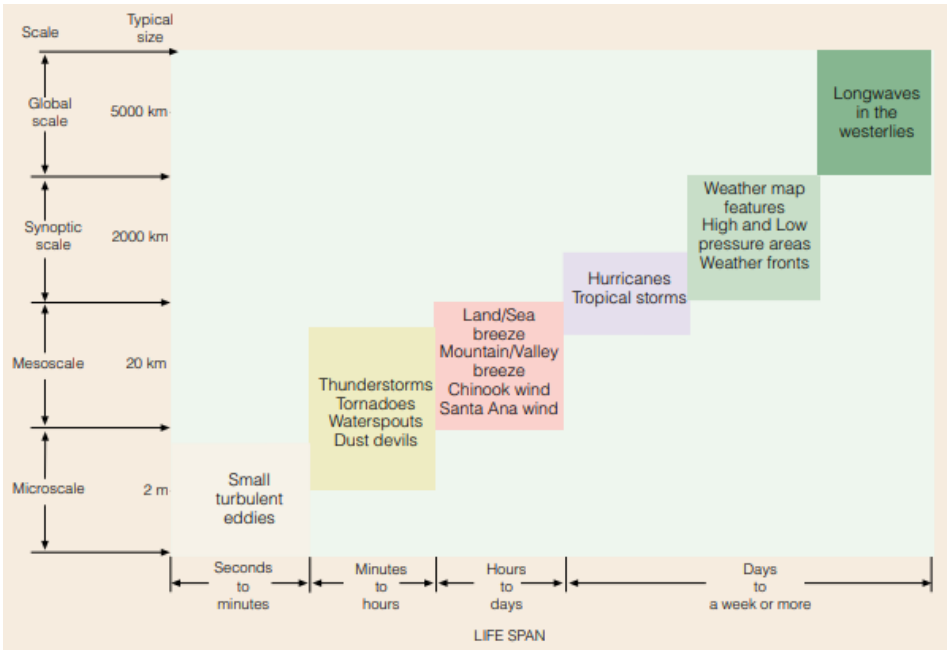 Scale
Typical
size
Global
scale
5000 km
Longwaves
in the
westerlies
Synoptic
scale
2000 km
Weather map
features
High and Low
pressure areas
Weather fronts
Hurricanes
Tropical storms
Mesoscale
20 km
Land/Sea
breeze
Mountain/Valley
breeze
Chinook wind
Santa Ana wind
Thunderstorms
Tornadoes
Waterspouts
Dust devils
Microscale
2 m
Small
turbulent
eddies
Seconds
to
minutes
Minutes
to
hours
Hours
to
days
Days
to
a week or more
LIFE SPAN